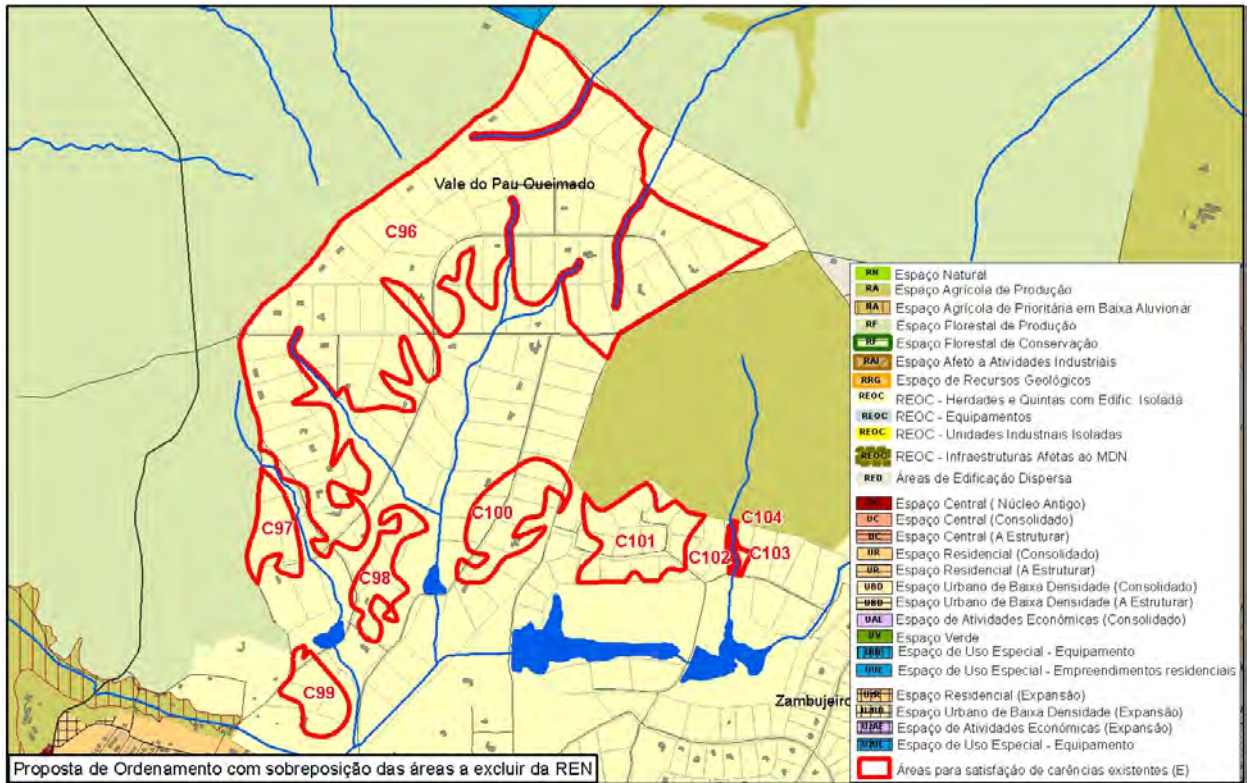 Vale do Pau Queimado
C96
C97
C98
C99
C100
C101
C102
C104
C103
Zambujeiro
RN Espaço Natural
RA Espaço Agrícola de Produção
RA Espaço Agrícola de Prioritária em Baixa Aluvionar
RF Espaço Florestal de Produção
RF Espaço Florestal de Conservação
RAI Espaço Afeto a Atividades Industriais
RRG Espaço de Recursos Geológicos
REOC REOC - Herdades e Quintas com Edific. Isolada
REOC REOC - Equipamentos
REOC REOC - Unidades Industriais Isoladas
REOC REOC - Infraestruturas Afetas ao MDN
RED Áreas de Edificação Dispersa
Espaço Central ( Núcleo Antigo)
UC Espaço Central (Consolidado)
UC Espaço Central (A Estruturar)
UR Espaço Residencial (Consolidado)
UR Espaço Residencial (A Estruturar)
UBD Espaço Urbano de Baixa Densidade (Consolidado)
UBD Espaço Urbano de Baixa Densidade (A Estruturar)
UAE Espaço de Atividades Económicas (Consolidado)
UV Espaço Verde
Espaço de Uso Especial - Equipamento
QUE Espaço de Uso Especial - Empreendimentos residenciais
Espaço Residencial (Expansão)
Espaço Urbano de Baixa Densidade (Expansão)
Espaço de Atividades Económicas (Expansão)
Espaço de Uso Especial - Equipamento
Áreas para satisfação de carências existentes (E)
Proposta de Ordenamento com sobreposição das áreas a excluir da REN